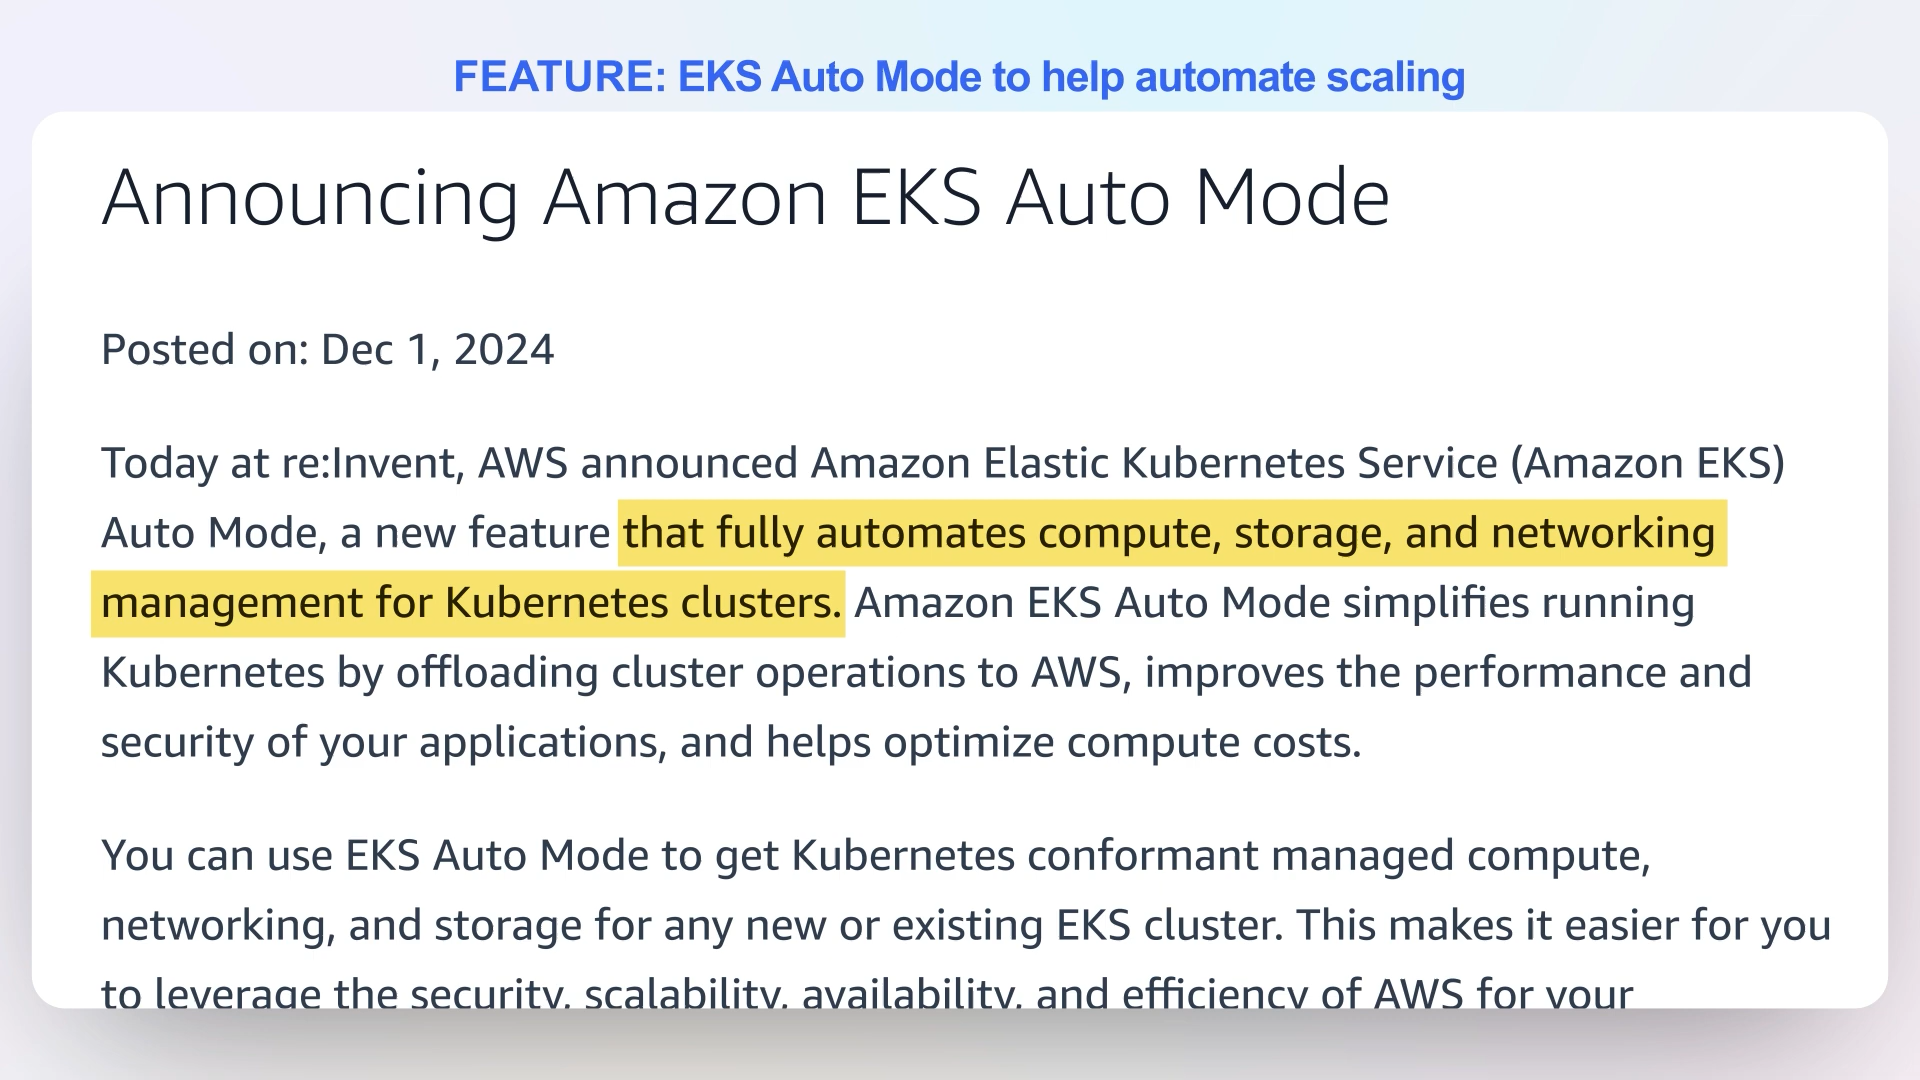 FEATURE: EKS Auto Mode to help automate scaling
Announcing Amazon EKS Auto Mode
Posted on: Dec 1, 2024
Today at re:Invent, AWS announced Amazon Elastic Kubernetes Service (Amazon EKS)
Auto Mode, a new feature that fully automates compute, storage, and networking
management for Kubernetes clusters. Amazon EKS Auto Mode simplifies running
Kubernetes by offloading cluster operations to AWS, improves the performance and
security of your applications, and helps optimize compute costs.
You can use EKS Auto Mode to get Kubernetes conformant managed compute,
networking, and storage for any new or existing EKS cluster. This makes it easier for you
to leverage the security, scalability, availability, and efficiency of AWS for your